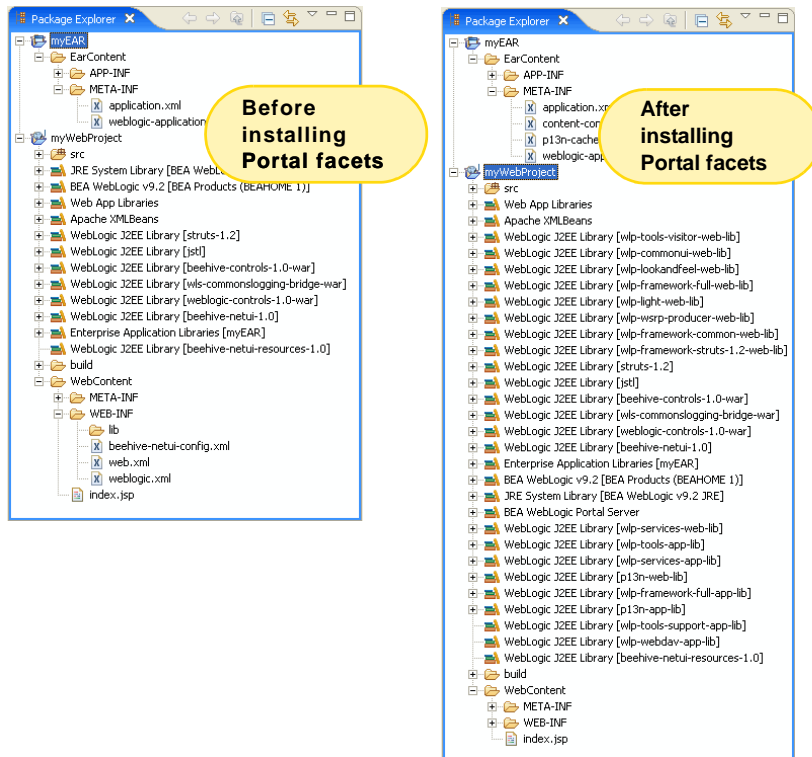 Package Explorer
myEAR
EarContent
APP-INF
META-INF
application.xml
weblogic-application
Before
installing
Portal facets
myWebProject
src
JRE System Library [BEA WebL
BEA WebLogic v9.2 [BEA Products (BEAHOME 1)]
Web App Libraries
Apache XMLBeans
WebLogic J2EE Library [struts-1.2]
WebLogic J2EE Library [jstl]
WebLogic J2EE Library [beehive-controls-1.0-war]
WebLogic J2EE Library [wls-commonslogging-bridge-war]
WebLogic J2EE Library [weblogic-controls-1.0-war]
WebLogic J2EE Library [beehive-netui-1.0]
Enterprise Application Libraries [myEAR]
WebLogic J2EE Library [beehive-netui-resources-1.0]
build
WebContent
META-INF
WEB-INF
lib
beehive-netui-config.xml
web.xml
weblogic.xml
index.jsp
Package Explorer
myEAR
EarContent
APP-INF
META-INF
application.xm
content-con
p13n-cache
weblogic-app
After
installing
Portal facets
myWebProject
src
Web App Libraries
Apache XMLBeans
WebLogic J2EE Library [wlp-tools-visitor-web-lib]
WebLogic J2EE Library [wlp-commonui-web-lib]
WebLogic J2EE Library [wlp-lookandfeel-web-lib]
WebLogic J2EE Library [wlp-framework-full-web-lib]
WebLogic J2EE Library [wlp-light-web-lib]
WebLogic J2EE Library [wlp-wsrp-producer-web-lib]
WebLogic J2EE Library [wlp-framework-common-web-lib]
WebLogic J2EE Library [wlp-framework-struts-1.2-web-lib]
WebLogic J2EE Library [struts-1.2]
WebLogic J2EE Library [jstl]
WebLogic J2EE Library [beehive-controls-1.0-war]
WebLogic J2EE Library [wls-commonslogging-bridge-war]
WebLogic J2EE Library [weblogic-controls-1.0-war]
WebLogic J2EE Library [beehive-netui-1.0]
Enterprise Application Libraries [myEAR]
BEA WebLogic v9.2 [BEA Products (BEAHOME 1)]
JRE System Library [BEA WebLogic v9.2 JRE]
BEA WebLogic Portal Server
WebLogic J2EE Library [wlp-services-web-lib]
WebLogic J2EE Library [wlp-tools-app-lib]
WebLogic J2EE Library [wlp-services-app-lib]
WebLogic J2EE Library [p13n-web-lib]
WebLogic J2EE Library [wlp-framework-full-app-lib]
WebLogic J2EE Library [p13n-app-lib]
WebLogic J2EE Library [wlp-tools-support-app-lib]
WebLogic J2EE Library [wlp-webdav-app-lib]
WebLogic J2EE Library [beehive-netui-resources-1.0]
build
WebContent
META-INF
WEB-INF
index.jsp